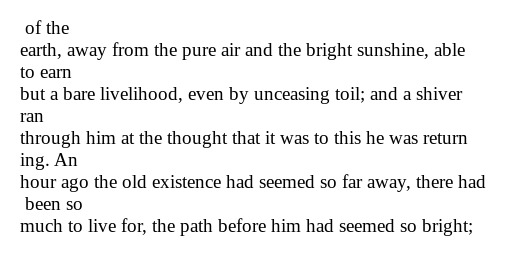 of the
earth, away from the pure air and the bright sunshine, able
to earn
but a bare livelihood, even by unceasing toil; and a shiver
ran
through him at the thought that it was to this he was return
ing. An
hour ago the old existence had seemed so far away, there had
been so
much to live for, the path before him had seemed so bright;